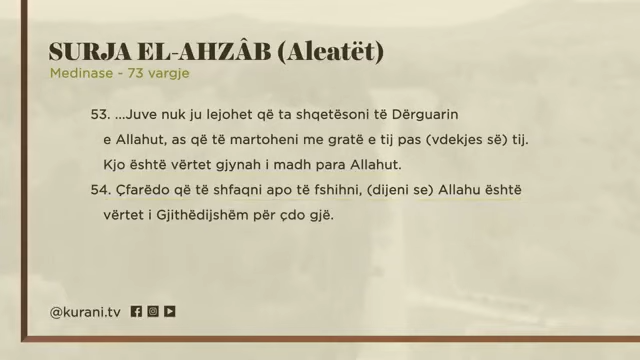 SURJA EL-AHZÂB (Aleatët)
Medinase - 73 vargje
53. ...Juve nuk ju lejohet që ta shqetësoni të Dërguarin
e Allahut, as që të martoheni me gratë e tij pas (vdekjes së) tij.
Kjo është vërtet gjynah i madh para Allahut.
54. Çfarëdo që të shfaqni apo të fshihni, (dijeni se) Allahu është
vërtet i Gjithëdijshëm për çdo gjë.
@kurani.tv